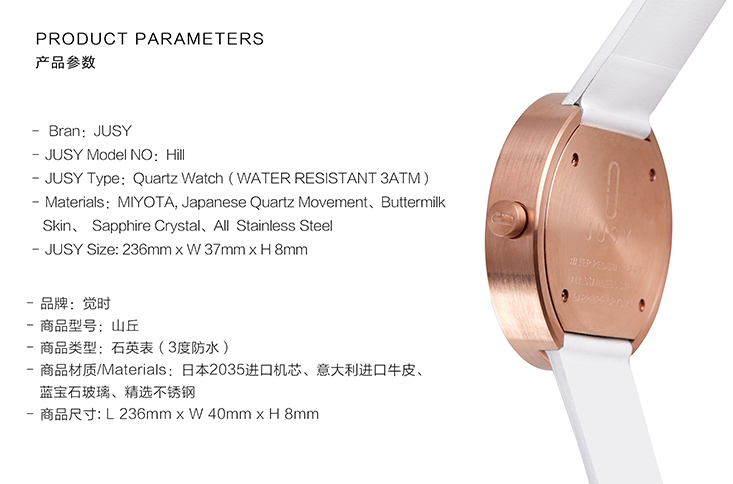 PRODUCT PARAMETERS
产品参数
- Bran: JUSY
- JUSY Model NO: Hill
- JUSY Type: Quartz Watch ( WATER RESISTANT 3ATM )
- Materials: MIYOTA, Japanese Quartz Movement、Buttermilk
Skin、 Sapphire Crystal、All Stainless Steel
- JUSY Size: 236mm x W 37mm x H 8mm
- 品牌: 觉时
- 商品型号: 山丘
- 商品类型: 石英表 ( 3度防水 )
- 商品材质/Materials: 日本2035进口机芯、意大利进口牛皮、
蓝宝石玻璃、精选不锈钢
- 商品尺寸: L 236mm x W 40mm x H 8mm
JUSY